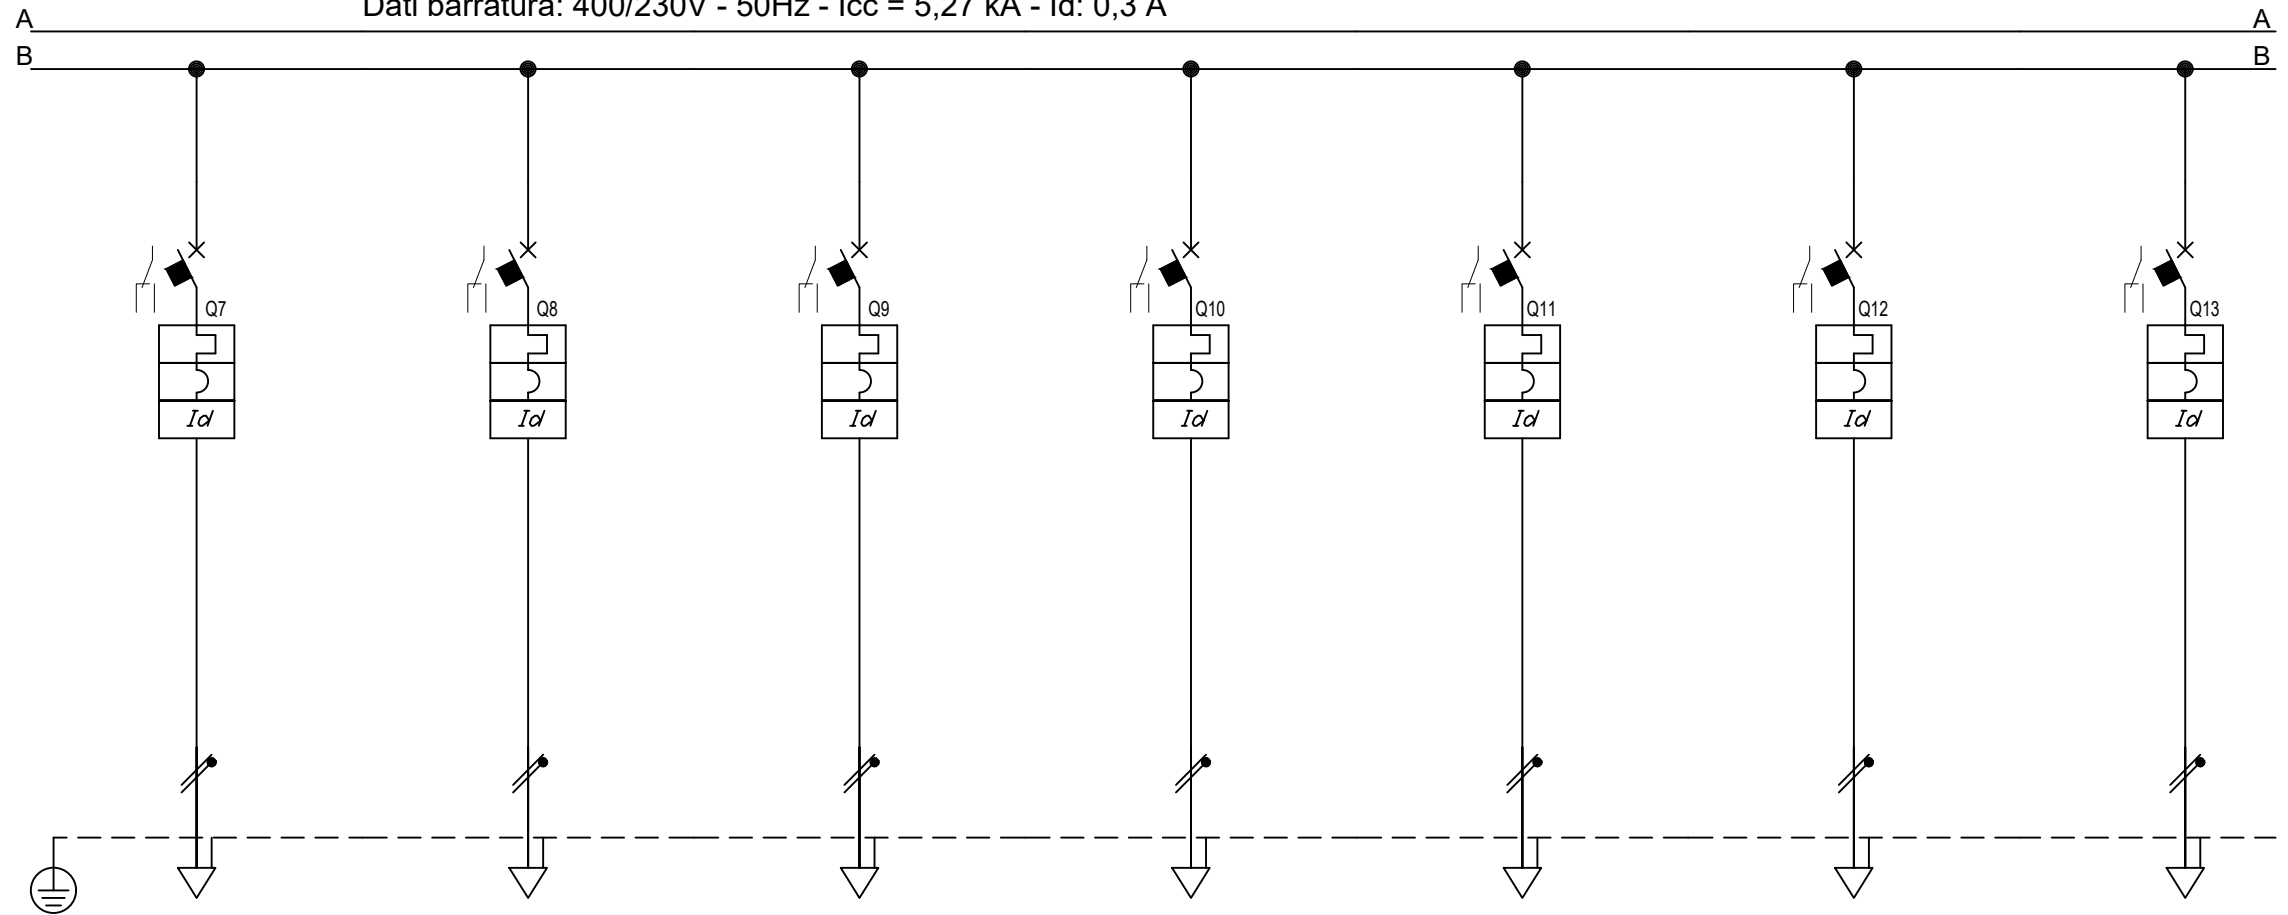 Dati barratura: 400/230V - 50Hz - Icc = 5,27 kA - Id: 0,3 A
A A
B B
Q7 Q8 Q9 Q10 Q11 Q12 Q13
Id Id Id Id Id Id Id